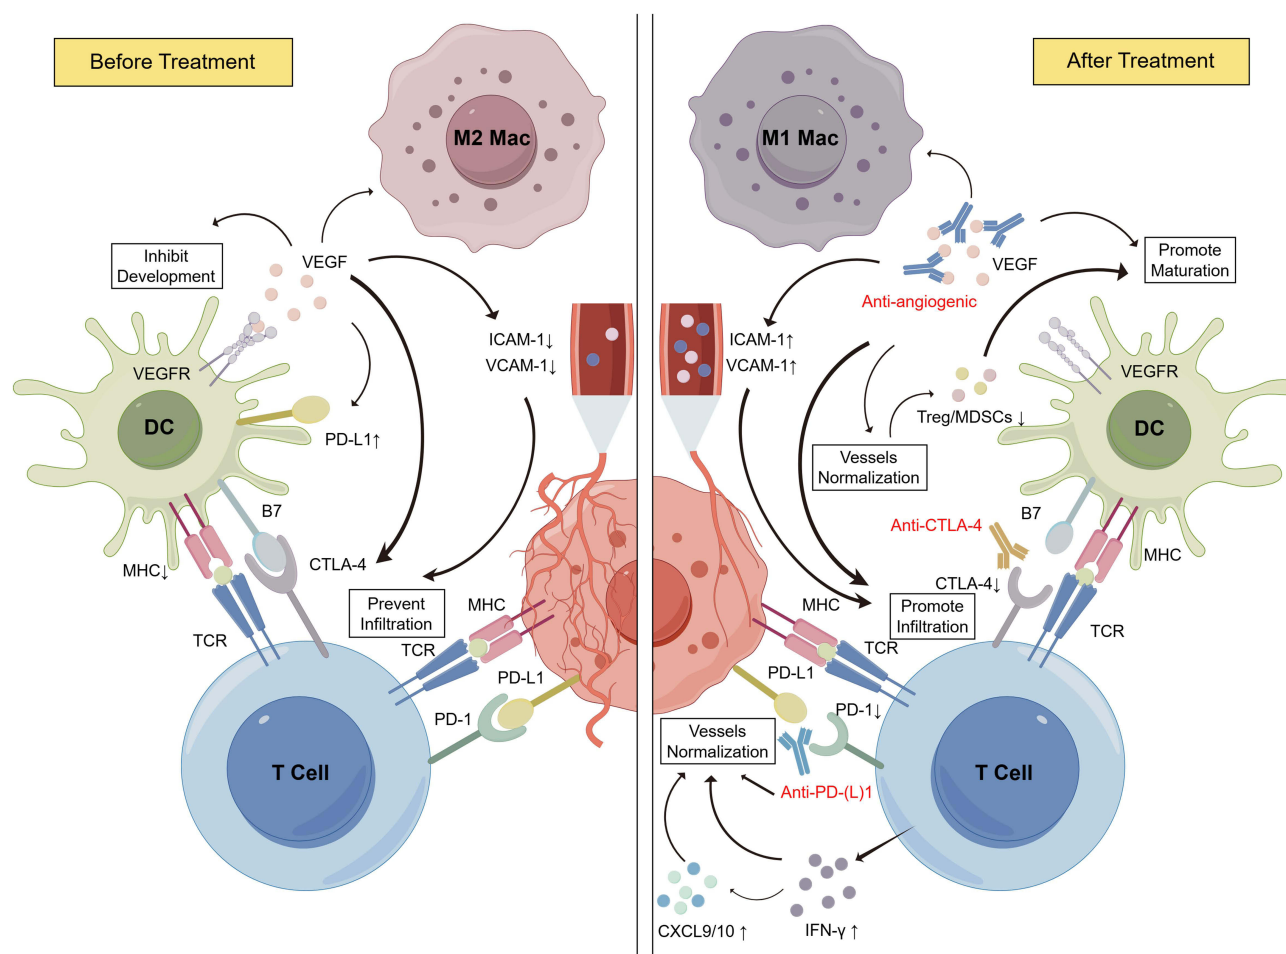 Before Treatment
M2 Mac
Inhibit
Development
VEGF
VEGFR
DC
PD-L1↑
ICAM-1↓
VCAM-1↓
B7
MHC↓
CTLA-4
Prevent
Infiltration
MHC
TCR
TCR
PD-L1
PD-1
T Cell
After Treatment
M1 Mac
VEGF
Promote
Maturation
Anti-angiogenic
ICAM-1↑
VCAM-1↑
VEGFR
Treg/MDSCs ↓
DC
Vessels
Normalization
B7
Anti-CTLA-4
MHC
CTLA-4↓
MHC
Promote
Infiltration
TCR
TCR
PD-L1
PD-1↓
Vessels
Normalization
T Cell
Anti-PD-(L)1
CXCL9/10 ↑
IFN-γ ↑